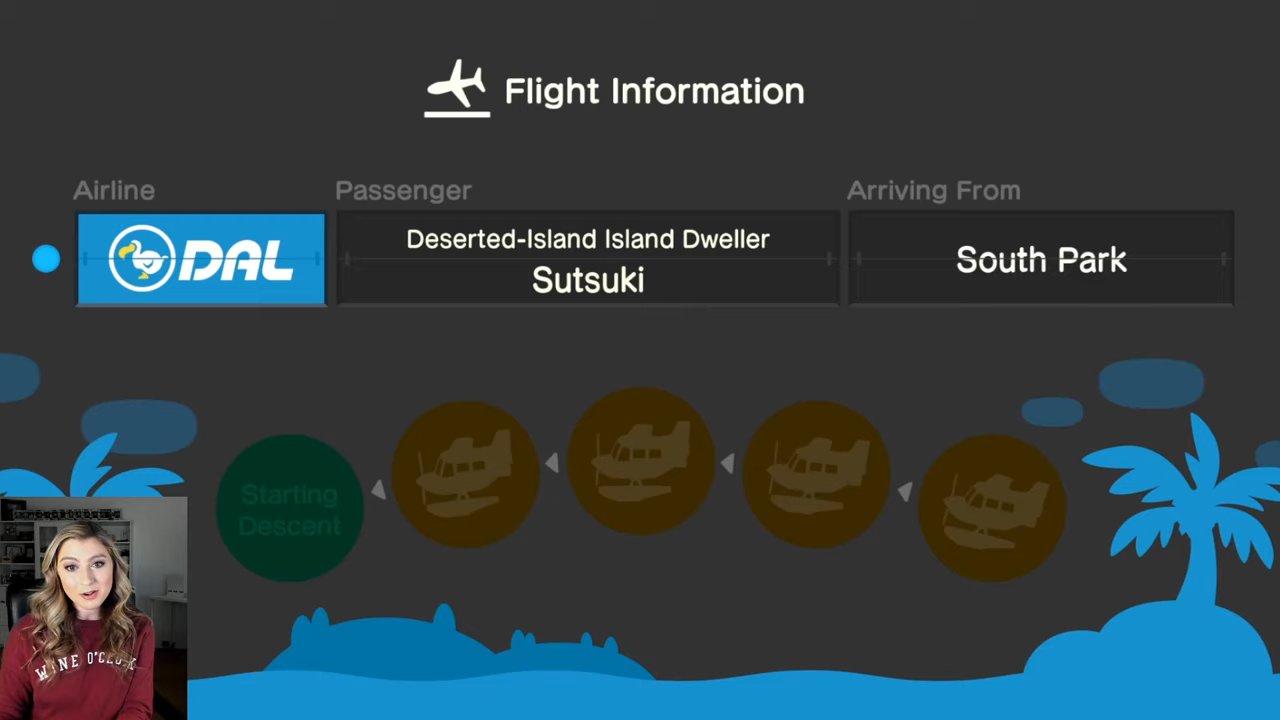 Flight Information
Airline
Passenger
Arriving From
DAL
Deserted-Island Island Dweller
Sutsuki
South Park
Starting
Descent
WINE O'CLOCK